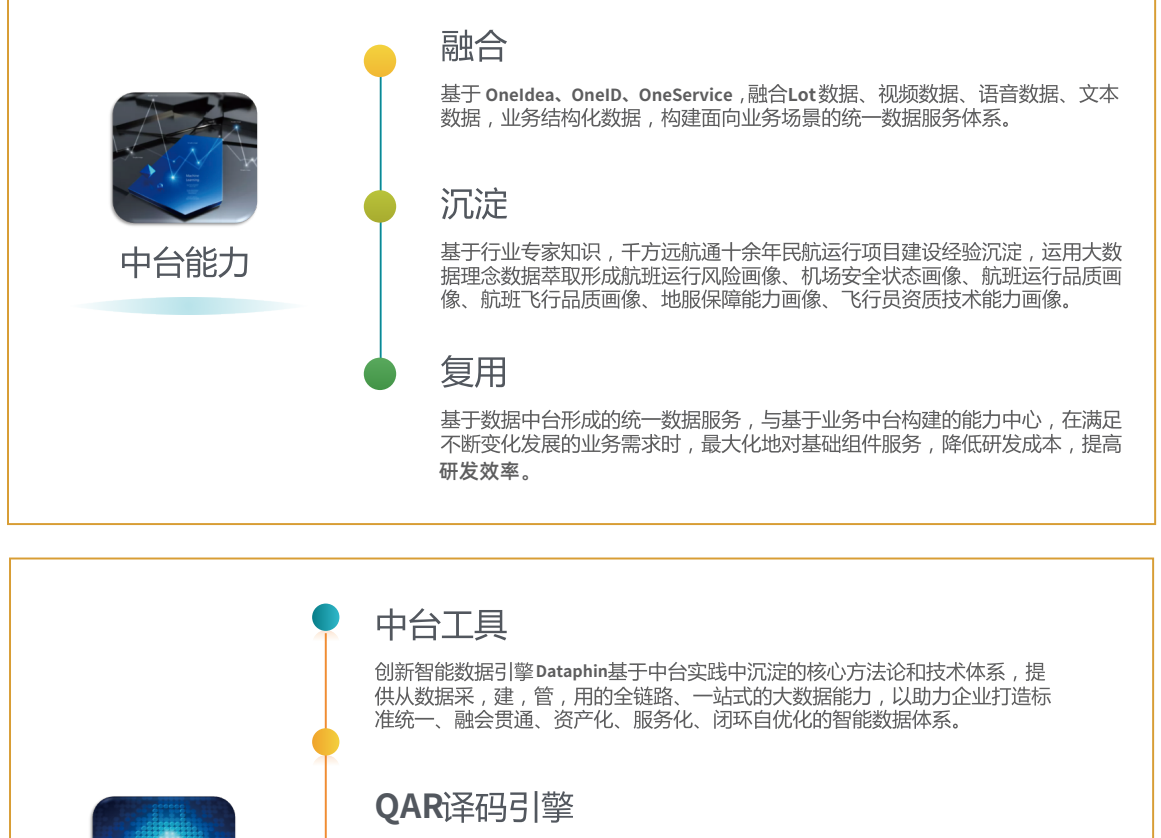 融合
基于 OneIdea、OneID、OneService，融合Lot数据、视频数据、语音数据、文本
数据，业务结构化数据，构建面向业务场景的统一数据服务体系。
中台能力
沉淀
基于行业专家知识，千方远航通十余年民航运行项目建设经验沉淀，运用大数
据理念数据萃取形成航班运行风险画像、机场安全状态画像、航班运行品质画
像、航班飞行品质画像、地服保障能力画像、飞行员资质技术能力画像。
复用
基于数据中台形成的统一数据服务，与基于业务中台构建的能力中心，在满足
不断变化发展的业务需求时，最大化地对基础组件服务，降低研发成本，提高
研发效率。
中台工具
创新智能数据引擎Dataphin基于中台实践中沉淀的核心方法论和技术体系，提
供从数据采，建，管，用的全链路、一站式的大数据能力，以助力企业打造标
准统一、融会贯通、资产化、服务化、闭环自优化的智能数据体系。
QAR译码引擎